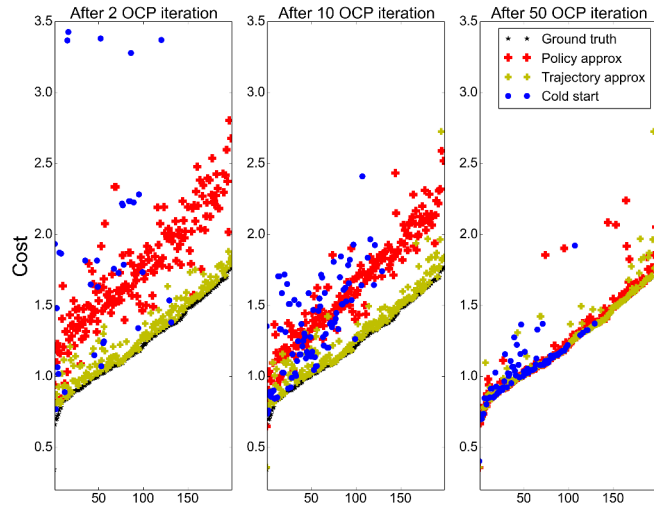 After 2 OCP iteration
After 10 OCP iteration
After 50 OCP iteration
Ground truth
Policy approx
Trajectory approx
Cold start
Cost
3.5
3.0
2.5
2.0
1.5
1.0
0.5
50 100 150
3.5
3.0
2.5
2.0
1.5
1.0
0.5
50 100 150
3.5
3.0
2.5
2.0
1.5
1.0
0.5
50 100 150